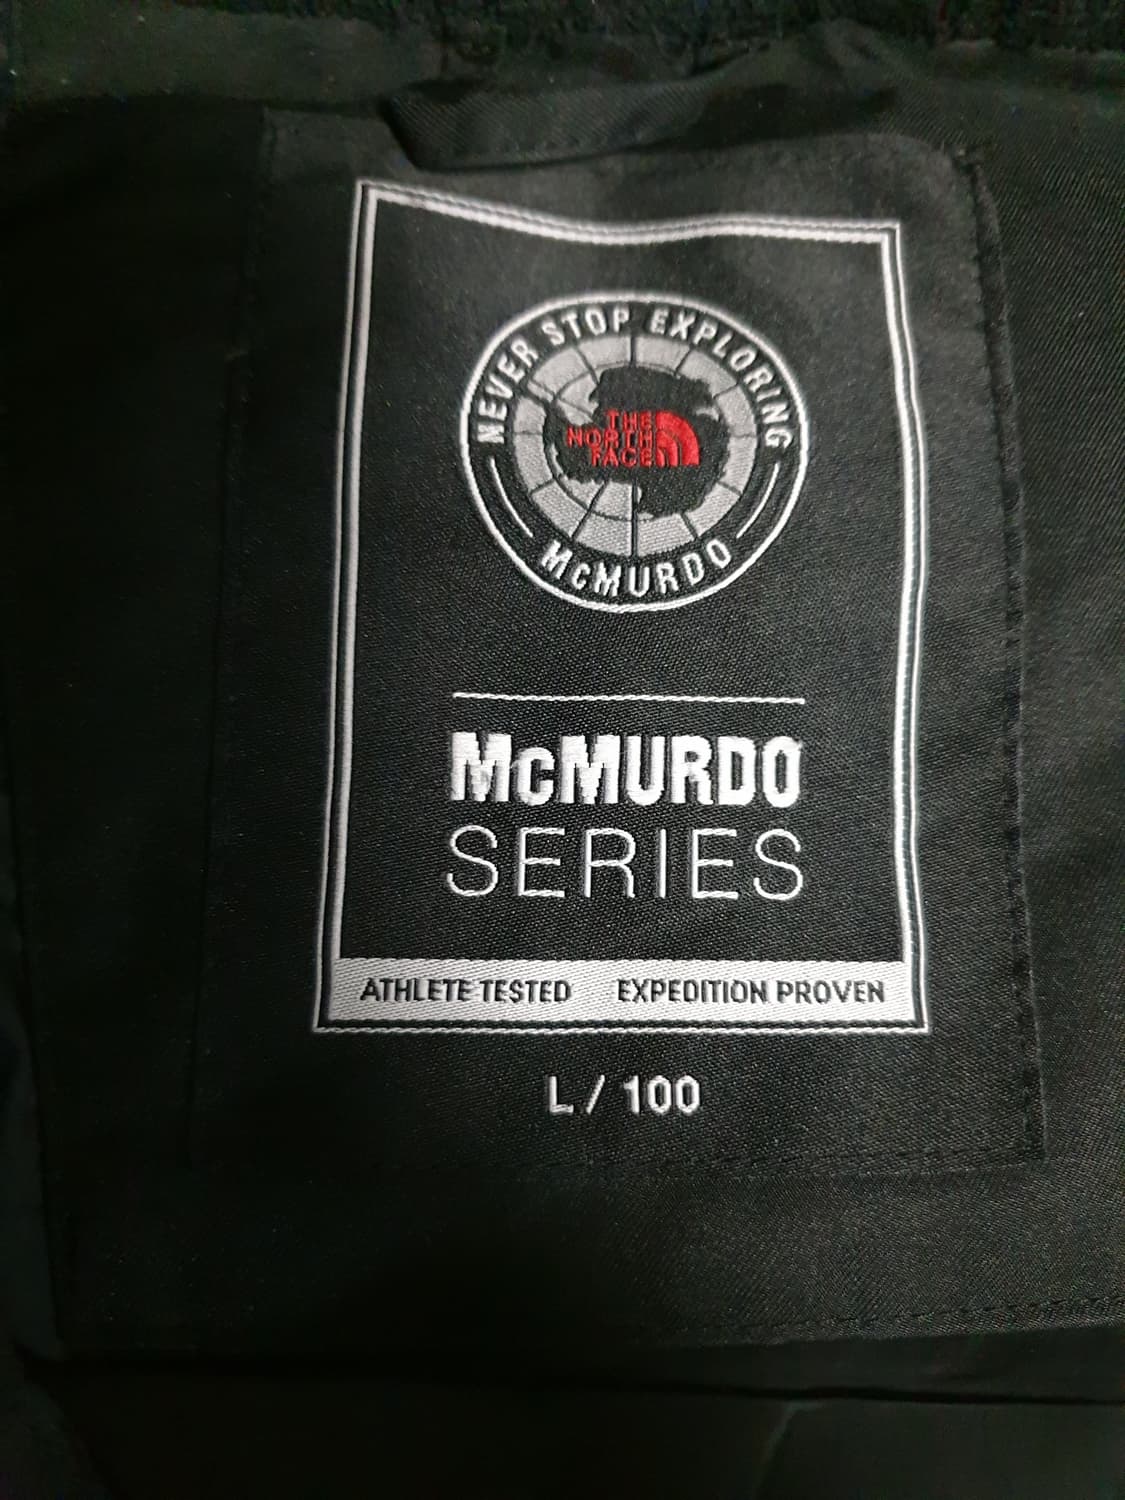 NEVER STOP EXPLORING
THE
NORTH
FACE
McMURDO
McMURDO
SERIES
ATHLETE TESTED EXPEDITION PROVEN
L / 100